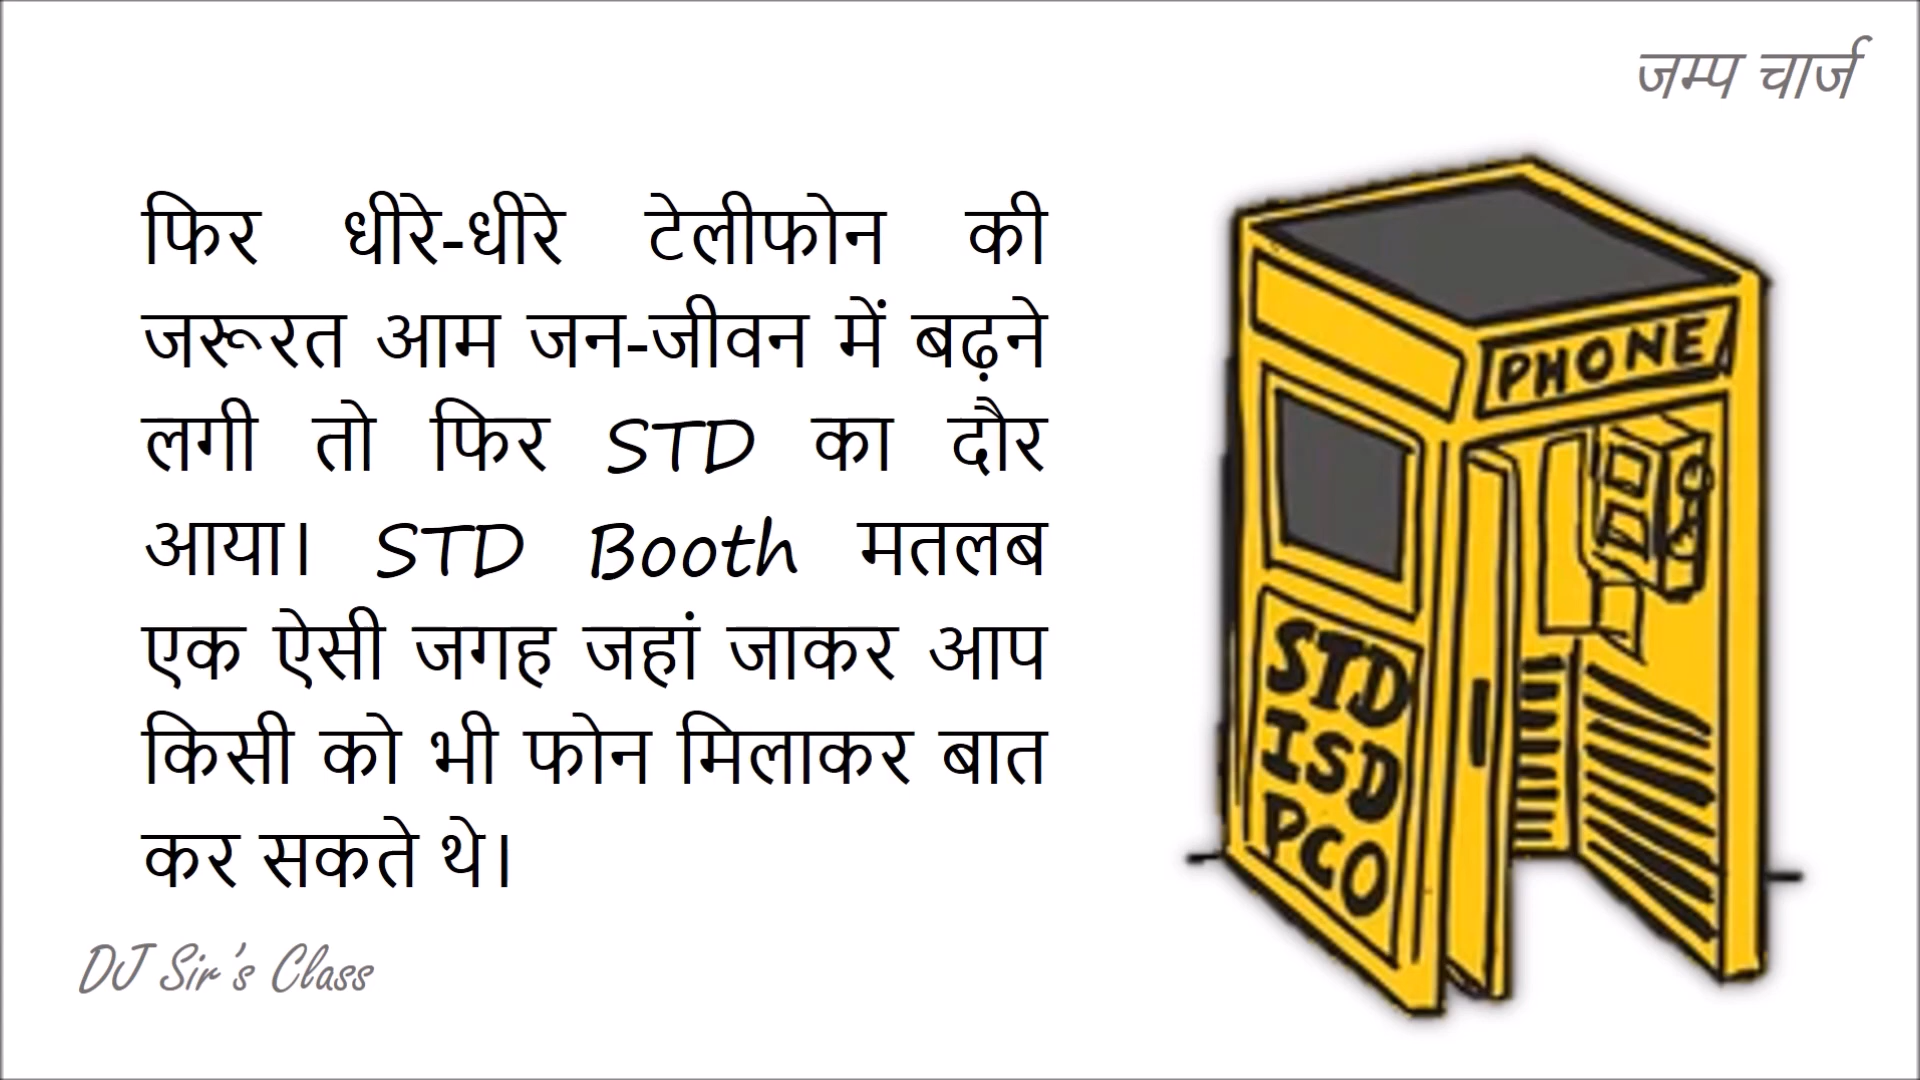 जम्प चार्ज
फिर धीरे-धीरे टेलीफोन की
जरूरत आम जन-जीवन में बढ़ने
लगी तो फिर STD का दौर
आया। STD Booth मतलब
एक ऐसी जगह जहां जाकर आप
किसी को भी फोन मिलाकर बात
कर सकते थे।
PHONE
STD
ISD
PCO
DJ Sir's Class